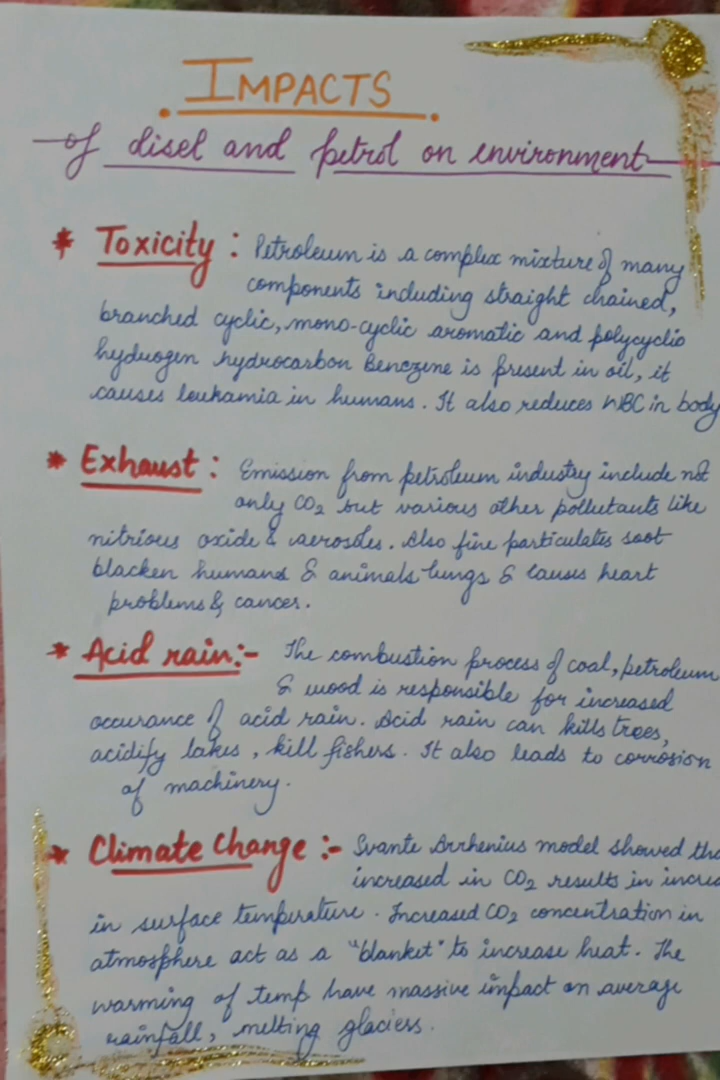 IMPACTS
of disel and petrol on environment
* Toxicity : Petroleum is a complex mixture of many
components including straight chained,
branched cyclic, mono-cyclic aromatic and polycyclic
hyduogen hydrocarbon Benezine is present in oil, it
causes leukamia in humans. It also reduces WBC in body
* Exhaust : Emission from petroleum industry include not
only CO₂ but various other pollutants like
nitrious oxide & aerosoles. Also fine particulates soot
blacken humans & animals lungs & causes heart
problems & cancer.
* Acid rain:- The combustion process of coal, petroleum
& wood is responsible for increased
occurance of acid rain. Acid rain can kills trees,
acidify lakes, kill fishers. It also leads to corrosion
of machinery.
* Climate Change :- Svante Arrhenius model showed tha
increased in CO₂ results in increa
in surface temperature. Increased CO₂ concentration in
atmosphere act as a "blanket" to increase heat. The
warming of temp have massive impact on average
rainfall, melting glaciers.